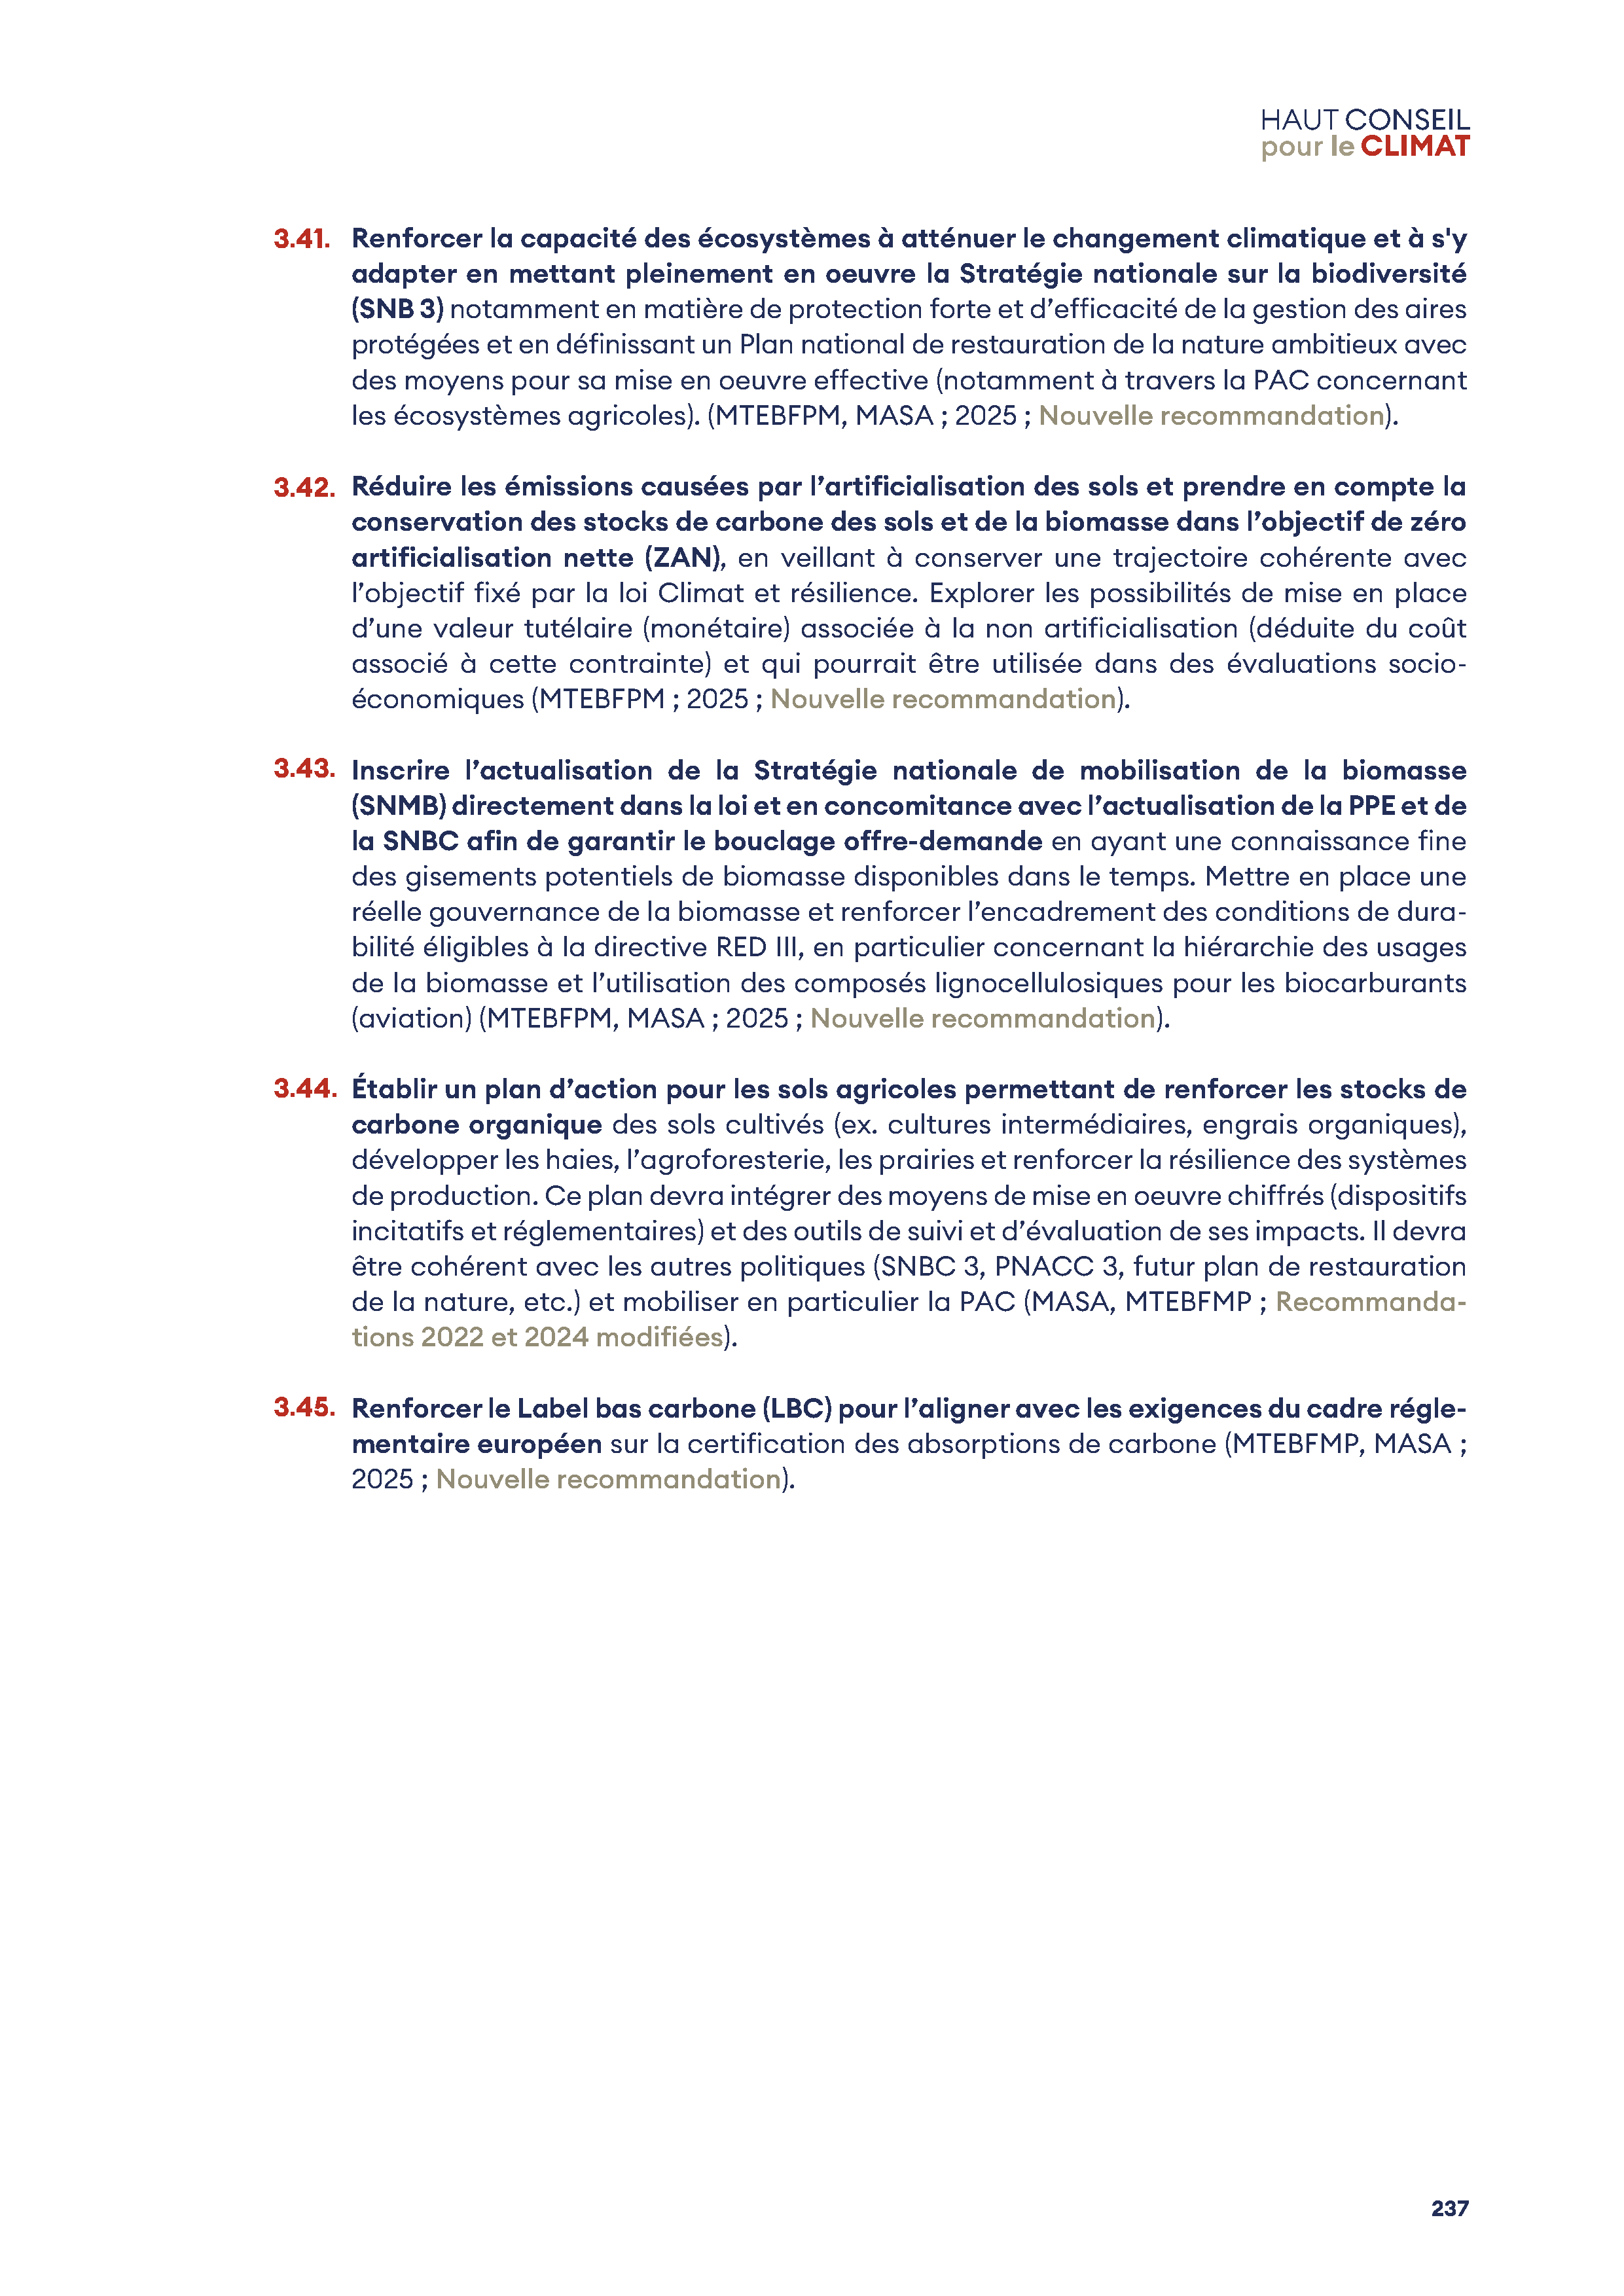 HAUT CONSEIL
pour le CLIMAT
3.41. Renforcer la capacité des écosystèmes à atténuer le changement climatique et à s'y
adapter en mettant pleinement en oeuvre la Stratégie nationale sur la biodiversité
(SNB 3) notamment en matière de protection forte et d’efficacité de la gestion des aires
protégées et en définissant un Plan national de restauration de la nature ambitieux avec
des moyens pour sa mise en oeuvre effective (notamment à travers la PAC concernant
les écosystèmes agricoles). (MTEBFPM, MASA ; 2025 ; Nouvelle recommandation).
3.42. Réduire les émissions causées par l’artificialisation des sols et prendre en compte la
conservation des stocks de carbone des sols et de la biomasse dans l’objectif de zéro
artificialisation nette (ZAN), en veillant à conserver une trajectoire cohérente avec
l’objectif fixé par la loi Climat et résilience. Explorer les possibilités de mise en place
d’une valeur tutélaire (monétaire) associée à la non artificialisation (déduite du coût
associé à cette contrainte) et qui pourrait être utilisée dans des évaluations socio-
économiques (MTEBFPM ; 2025 ; Nouvelle recommandation).
3.43. Inscrire l’actualisation de la Stratégie nationale de mobilisation de la biomasse
(SNMB) directement dans la loi et en concomitance avec l’actualisation de la PPE et de
la SNBC afin de garantir le bouclage offre-demande en ayant une connaissance fine
des gisements potentiels de biomasse disponibles dans le temps. Mettre en place une
réelle gouvernance de la biomasse et renforcer l’encadrement des conditions de dura-
bilité éligibles à la directive RED III, en particulier concernant la hiérarchie des usages
de la biomasse et l’utilisation des composés lignocellulosiques pour les biocarburants
(aviation) (MTEBFPM, MASA ; 2025 ; Nouvelle recommandation).
3.44. Établir un plan d’action pour les sols agricoles permettant de renforcer les stocks de
carbone organique des sols cultivés (ex. cultures intermédiaires, engrais organiques),
développer les haies, l’agroforesterie, les prairies et renforcer la résilience des systèmes
de production. Ce plan devra intégrer des moyens de mise en oeuvre chiffrés (dispositifs
incitatifs et réglementaires) et des outils de suivi et d’évaluation de ses impacts. Il devra
être cohérent avec les autres politiques (SNBC 3, PNACC 3, futur plan de restauration
de la nature, etc.) et mobiliser en particulier la PAC (MASA, MTEBFMP ; Recommanda-
tions 2022 et 2024 modifiées).
3.45. Renforcer le Label bas carbone (LBC) pour l’aligner avec les exigences du cadre régle-
mentaire européen sur la certification des absorptions de carbone (MTEBFMP, MASA ;
2025 ; Nouvelle recommandation).
237